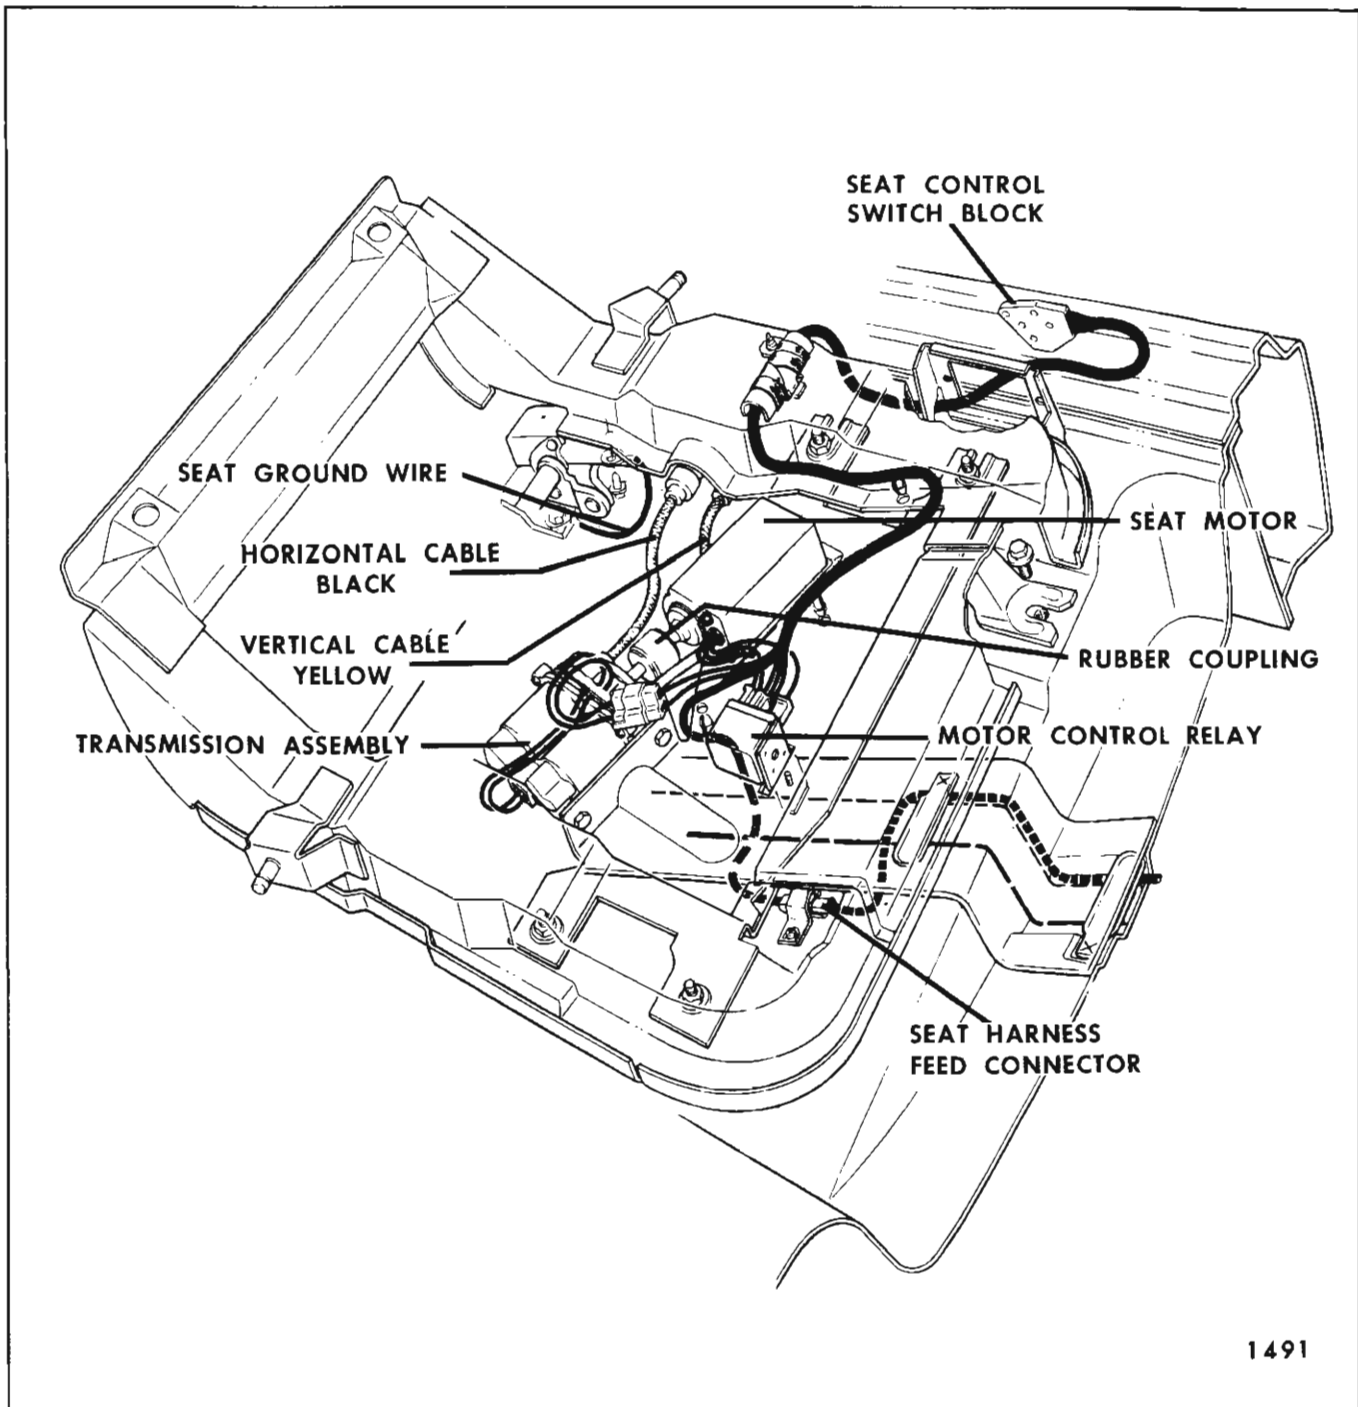 SEAT CONTROL
SWITCH BLOCK
SEAT GROUND WIRE
SEAT MOTOR
HORIZONTAL CABLE
BLACK
VERTICAL CABLE
YELLOW
RUBBER COUPLING
TRANSMISSION ASSEMBLY
MOTOR CONTROL RELAY
SEAT HARNESS
FEED CONNECTOR
1491